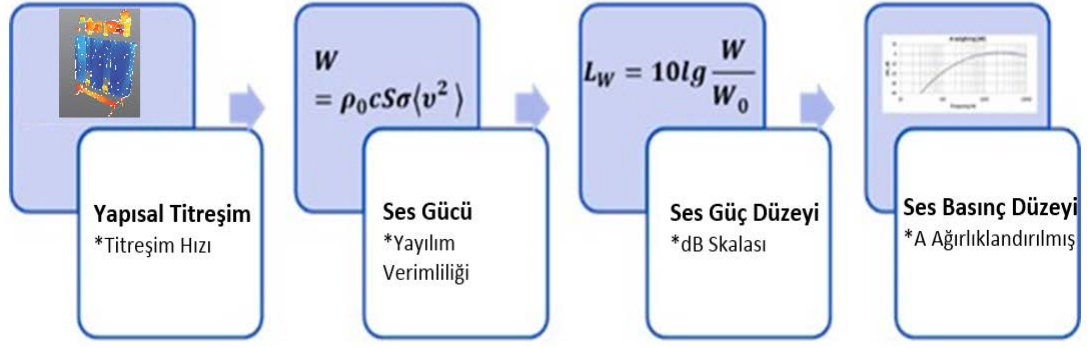 W
= ρ₀cSσ⟨υ²⟩
L_W = 10lg W/W₀
Yapısal Titreşim
*Titreşim Hızı
Ses Gücü
*Yayılım
Verimliliği
Ses Güç Düzeyi
*dB Skalası
Ses Basınç Düzeyi
*A Ağırlıklandırılmış